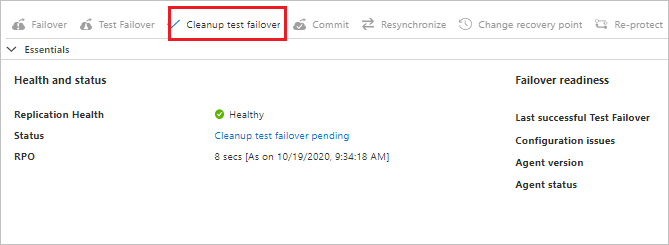 Failover Test Failover Cleanup test failover Commit Resynchronize Change recovery point Re-protect
Essentials
Health and status Failover readiness
Replication Health Healthy Last successful Test Failover
Status Cleanup test failover pending Configuration issues
RPO 8 secs [As on 10/19/2020, 9:34:18 AM] Agent version
Agent status